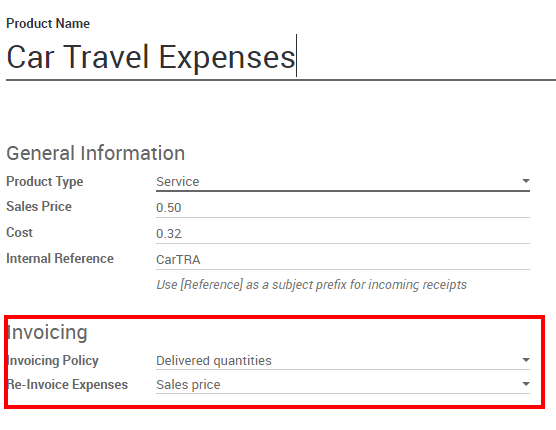 Product Name
Car Travel Expenses
General Information
Product Type Service
Sales Price 0.50
Cost 0.32
Internal Reference CarTRA
Use [Reference] as a subject prefix for incoming receipts
Invoicing
Invoicing Policy Delivered quantities
Re-Invoice Expenses Sales price